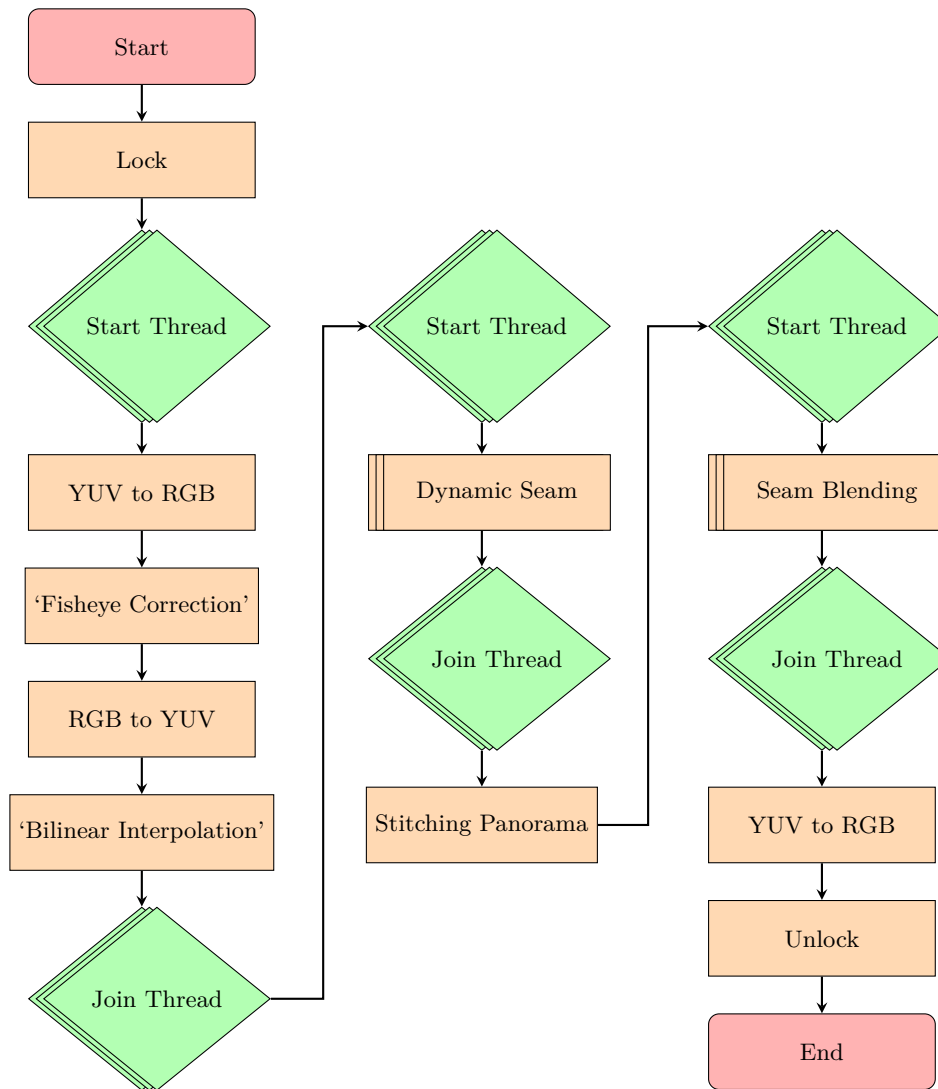 Start
Lock
Start Thread
YUV to RGB
‘Fisheye Correction’
RGB to YUV
‘Bilinear Interpolation’
Join Thread
Start Thread
Dynamic Seam
Join Thread
Stitching Panorama
Start Thread
Seam Blending
Join Thread
YUV to RGB
Unlock
End